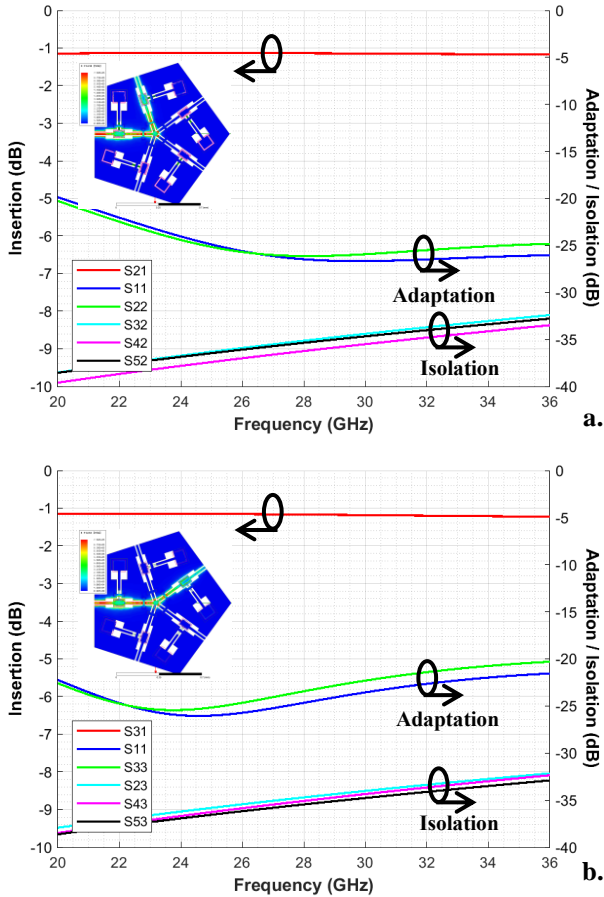 0
-1
-2
-3
-4
-5
-6
-7
-8
-9
-10
Insertion (dB)
0
-5
-10
-15
-20
-25
-30
-35
-40
Adaptation / Isolation (dB)
S21
S11
S22
S32
S42
S52
Adaptation
Isolation
20 22 24 26 28 30 32 34 36
Frequency (GHz)
a.
0
-1
-2
-3
-4
-5
-6
-7
-8
-9
-10
Insertion (dB)
0
-5
-10
-15
-20
-25
-30
-35
-40
Adaptation / Isolation (dB)
S31
S11
S33
S23
S43
S53
Adaptation
Isolation
20 22 24 26 28 30 32 34 36
Frequency (GHz)
b.